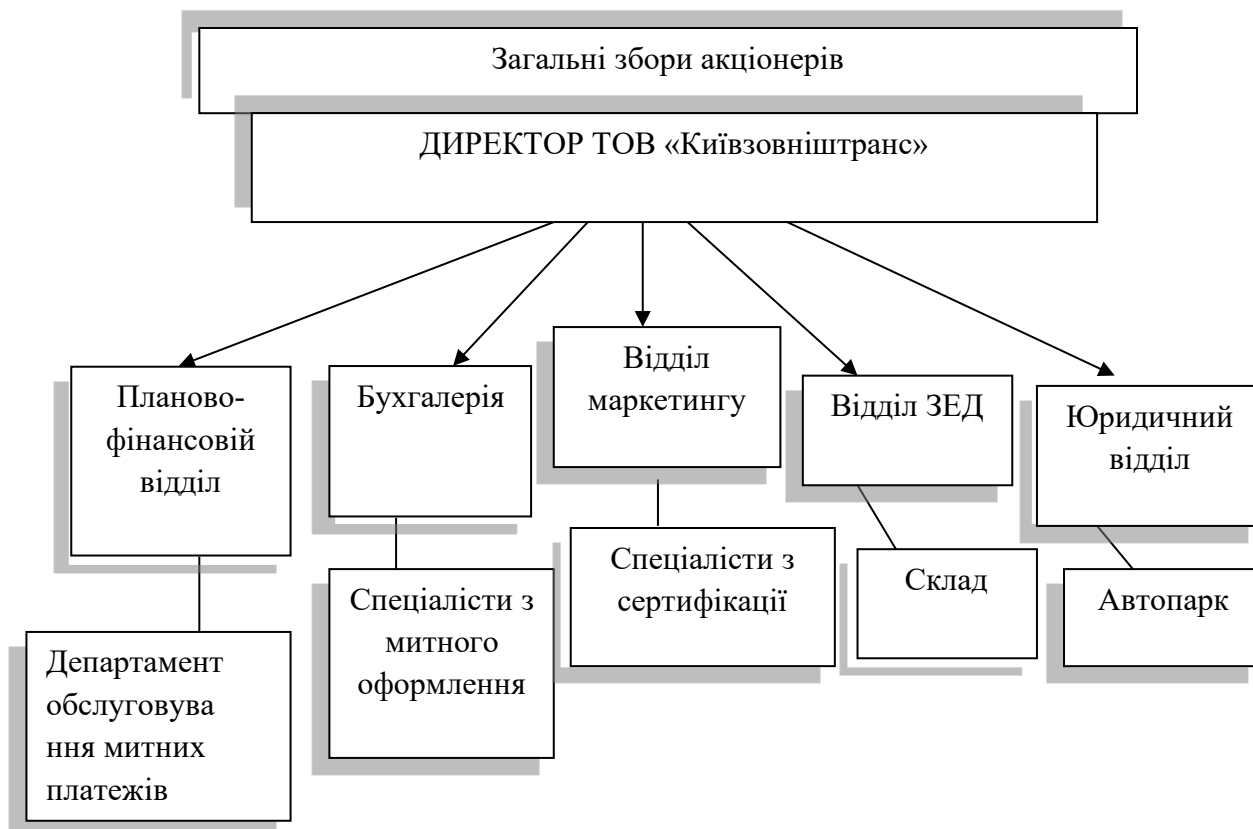 Загальні збори акціонерів
ДИРЕКТОР ТОВ «Київзовніштранс»
Планово-
фінансовій
відділ
Бухгалерія
Відділ
маркетингу
Відділ ЗЕД
Юридичний
відділ
Департамент
обслуговува
ння митних
платежів
Спеціалісти з
митного
оформлення
Спеціалісти з
сертифікації
Склад
Автопарк